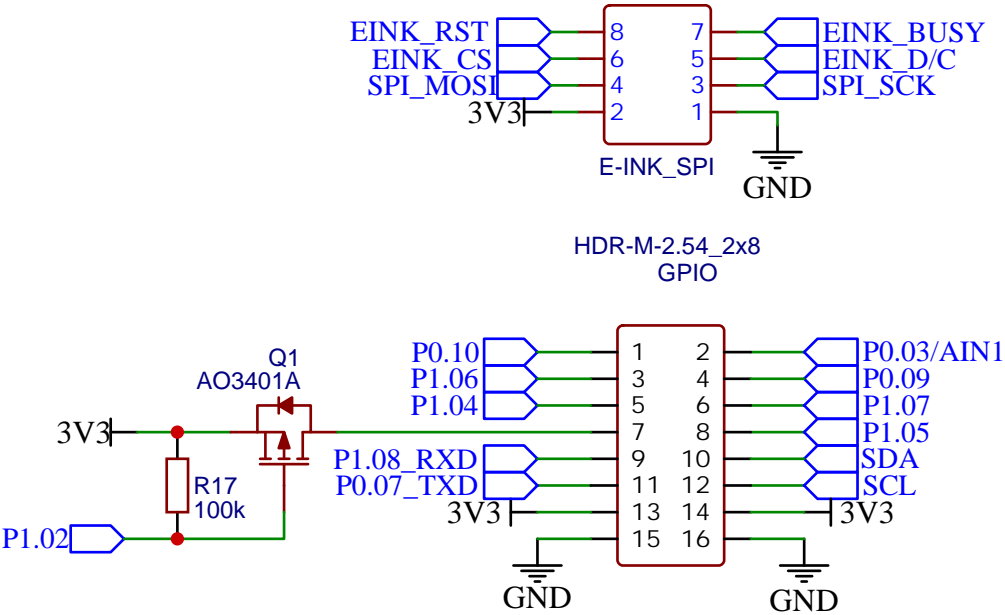 EINK_RST 8 7 EINK_BUSY
EINK_CS 6 5 EINK_D/C
SPI_MOSI 4 3 SPI_SCK
3V3 2 1
E-INK_SPI
GND
HDR-M-2.54_2x8
GPIO
P0.10 1 2 P0.03/AIN1
P1.06 3 4 P0.09
P1.04 5 6 P1.07
Q1
AO3401A
3V3 7 8 P1.05
P1.08_RXD 9 10 SDA
P0.07_TXD 11 12 SCL
R17
100k
3V3 13 14 3V3
P1.02 15 16
GND GND